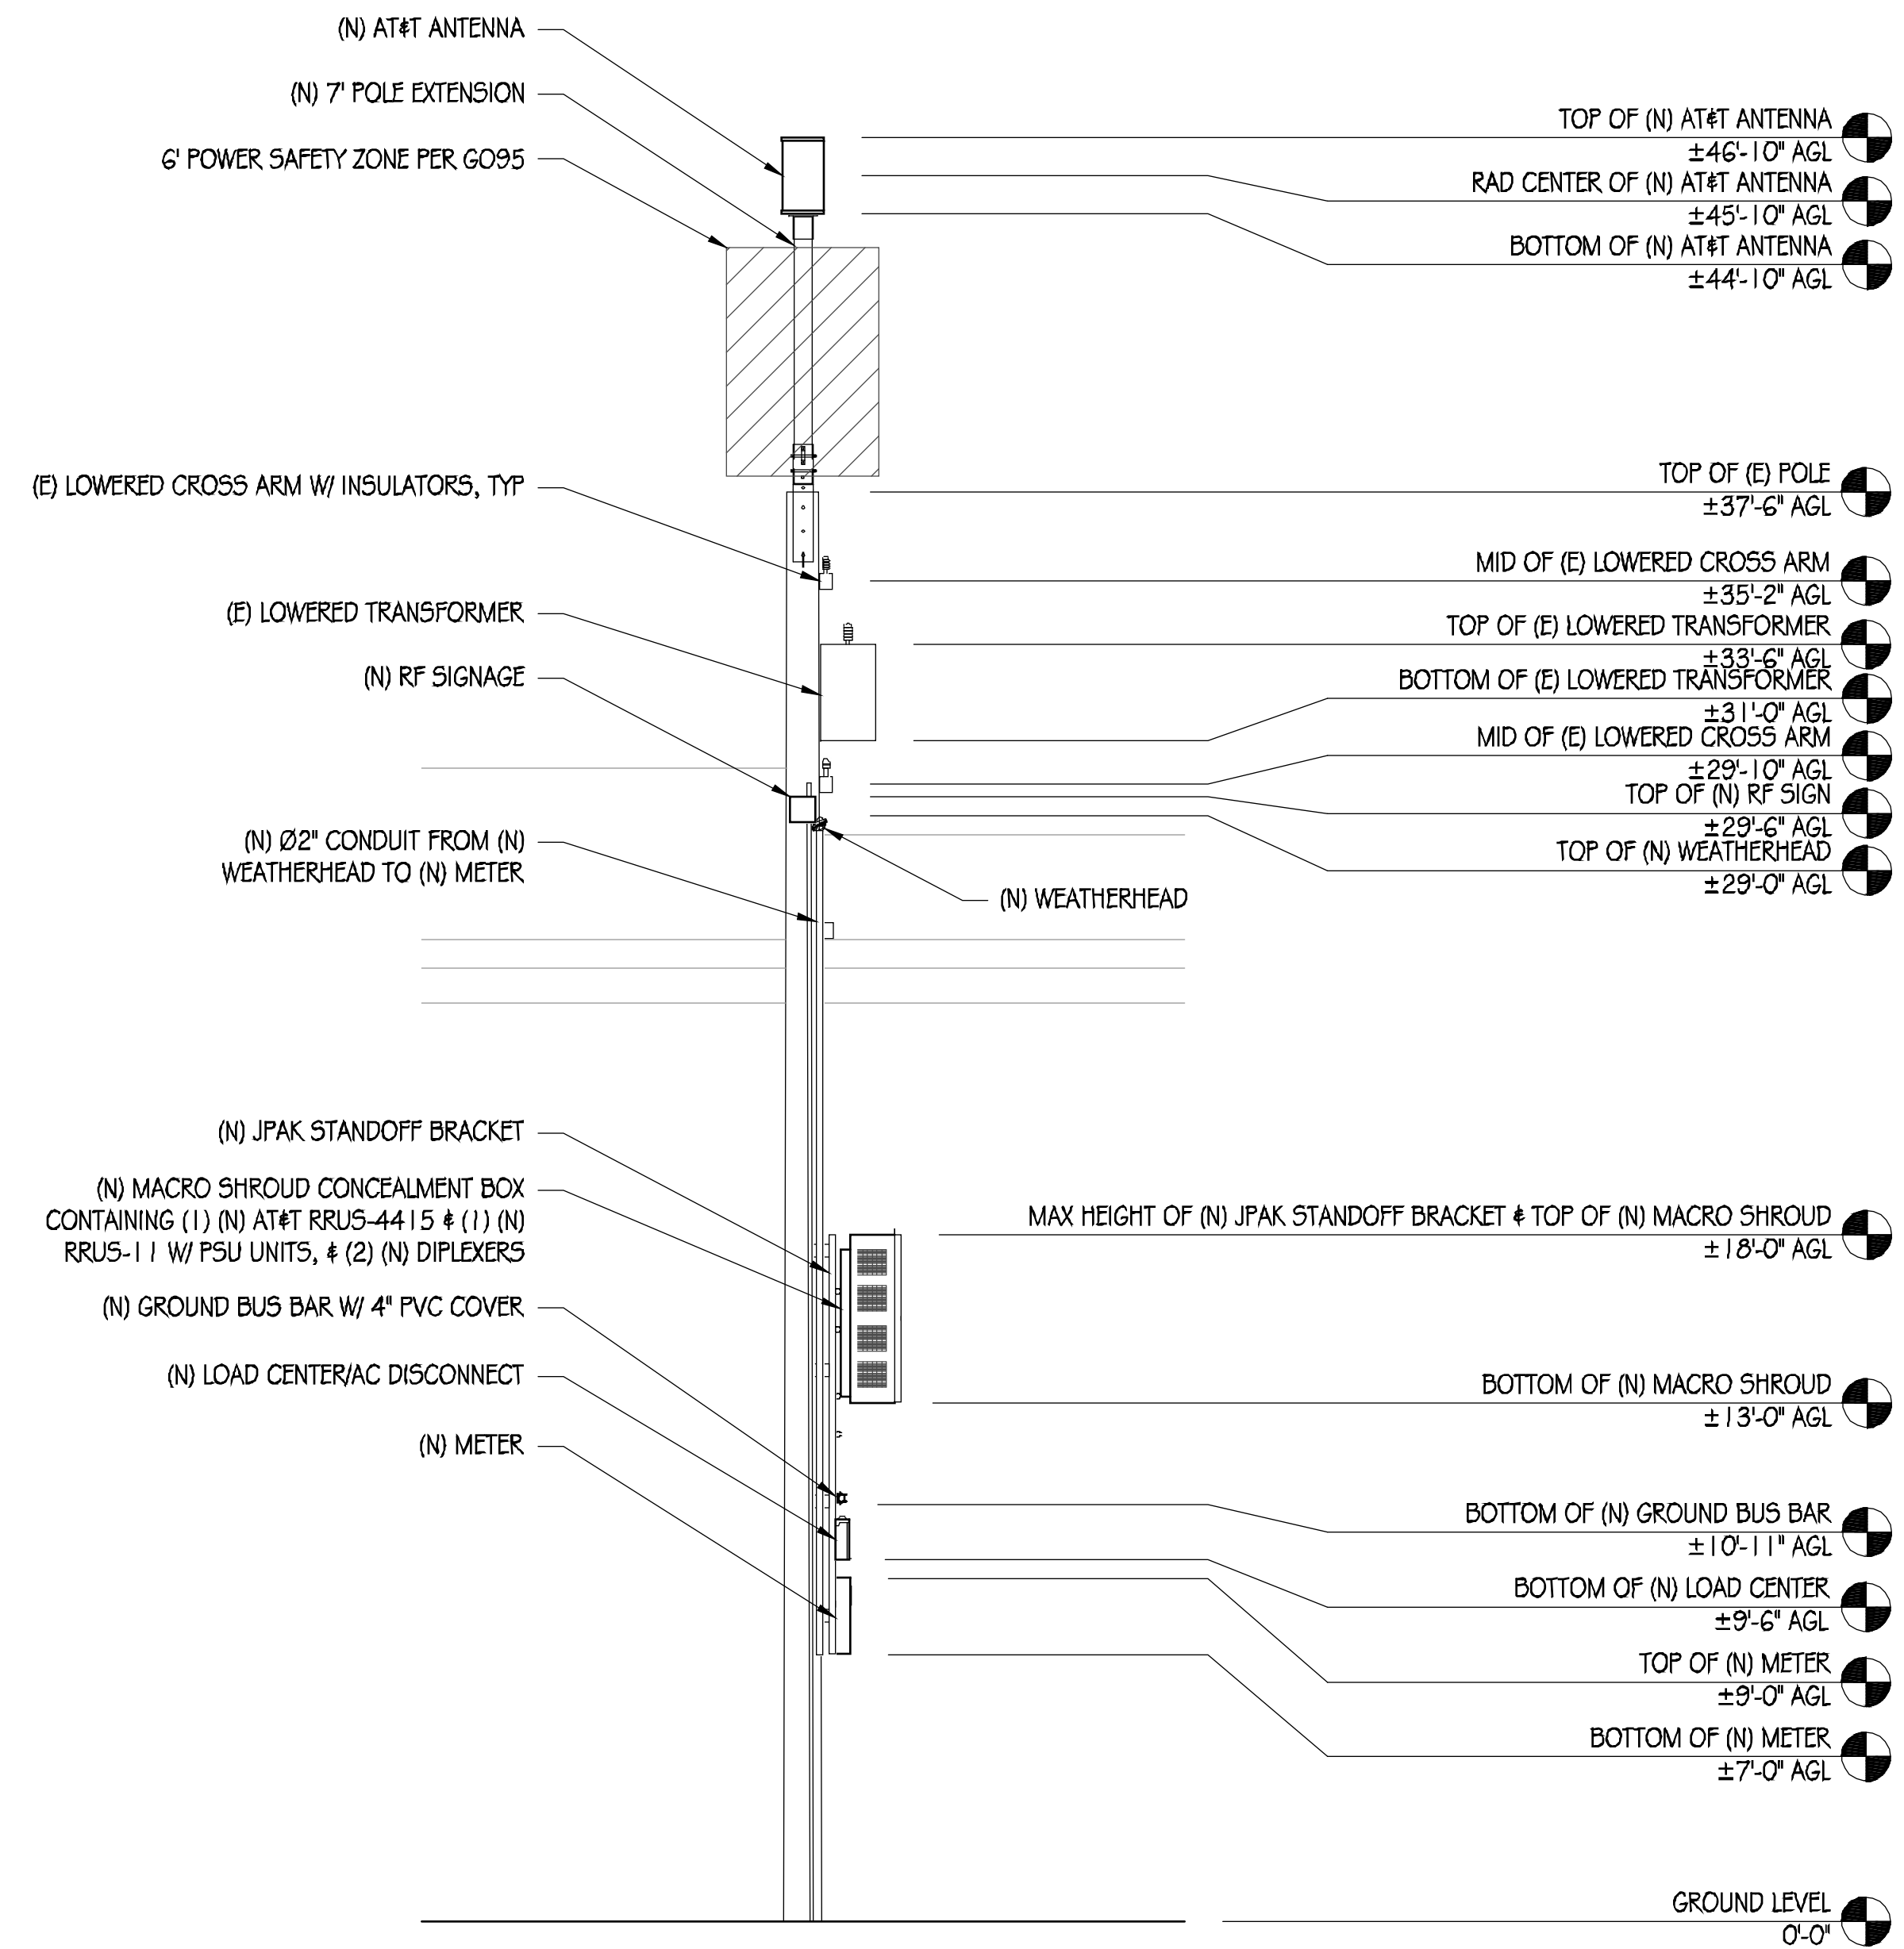 (N) AT&T ANTENNA
(N) 7' POLE EXTENSION
6' POWER SAFETY ZONE PER GO95
(E) LOWERED CROSS ARM W/ INSULATORS, TYP
(E) LOWERED TRANSFORMER
(N) RF SIGNAGE
(N) Ø2" CONDUIT FROM (N)
WEATHERHEAD TO (N) METER
(N) WEATHERHEAD
(N) JPAK STANDOFF BRACKET
(N) MACRO SHROUD CONCEALMENT BOX
CONTAINING (1) (N) AT&T RRUS-4415 & (1) (N)
RRUS-11 W/ PSU UNITS, & (2) (N) DIPLEXERS
(N) GROUND BUS BAR W/ 4" PVC COVER
(N) LOAD CENTER/AC DISCONNECT
(N) METER
TOP OF (N) AT&T ANTENNA
±46'-10" AGL
RAD CENTER OF (N) AT&T ANTENNA
±45'-10" AGL
BOTTOM OF (N) AT&T ANTENNA
±44'-10" AGL
TOP OF (E) POLE
±37'-6" AGL
MID OF (E) LOWERED CROSS ARM
±35'-2" AGL
TOP OF (E) LOWERED TRANSFORMER
±33'-6" AGL
BOTTOM OF (E) LOWERED TRANSFORMER
±31'-0" AGL
MID OF (E) LOWERED CROSS ARM
±29'-10" AGL
TOP OF (N) RF SIGN
±29'-6" AGL
TOP OF (N) WEATHERHEAD
±29'-0" AGL
MAX HEIGHT OF (N) JPAK STANDOFF BRACKET & TOP OF (N) MACRO SHROUD
±18'-0" AGL
BOTTOM OF (N) MACRO SHROUD
±13'-0" AGL
BOTTOM OF (N) GROUND BUS BAR
±10'-11" AGL
BOTTOM OF (N) LOAD CENTER
±9'-6" AGL
TOP OF (N) METER
±9'-0" AGL
BOTTOM OF (N) METER
±7'-0" AGL
GROUND LEVEL
0'-0"